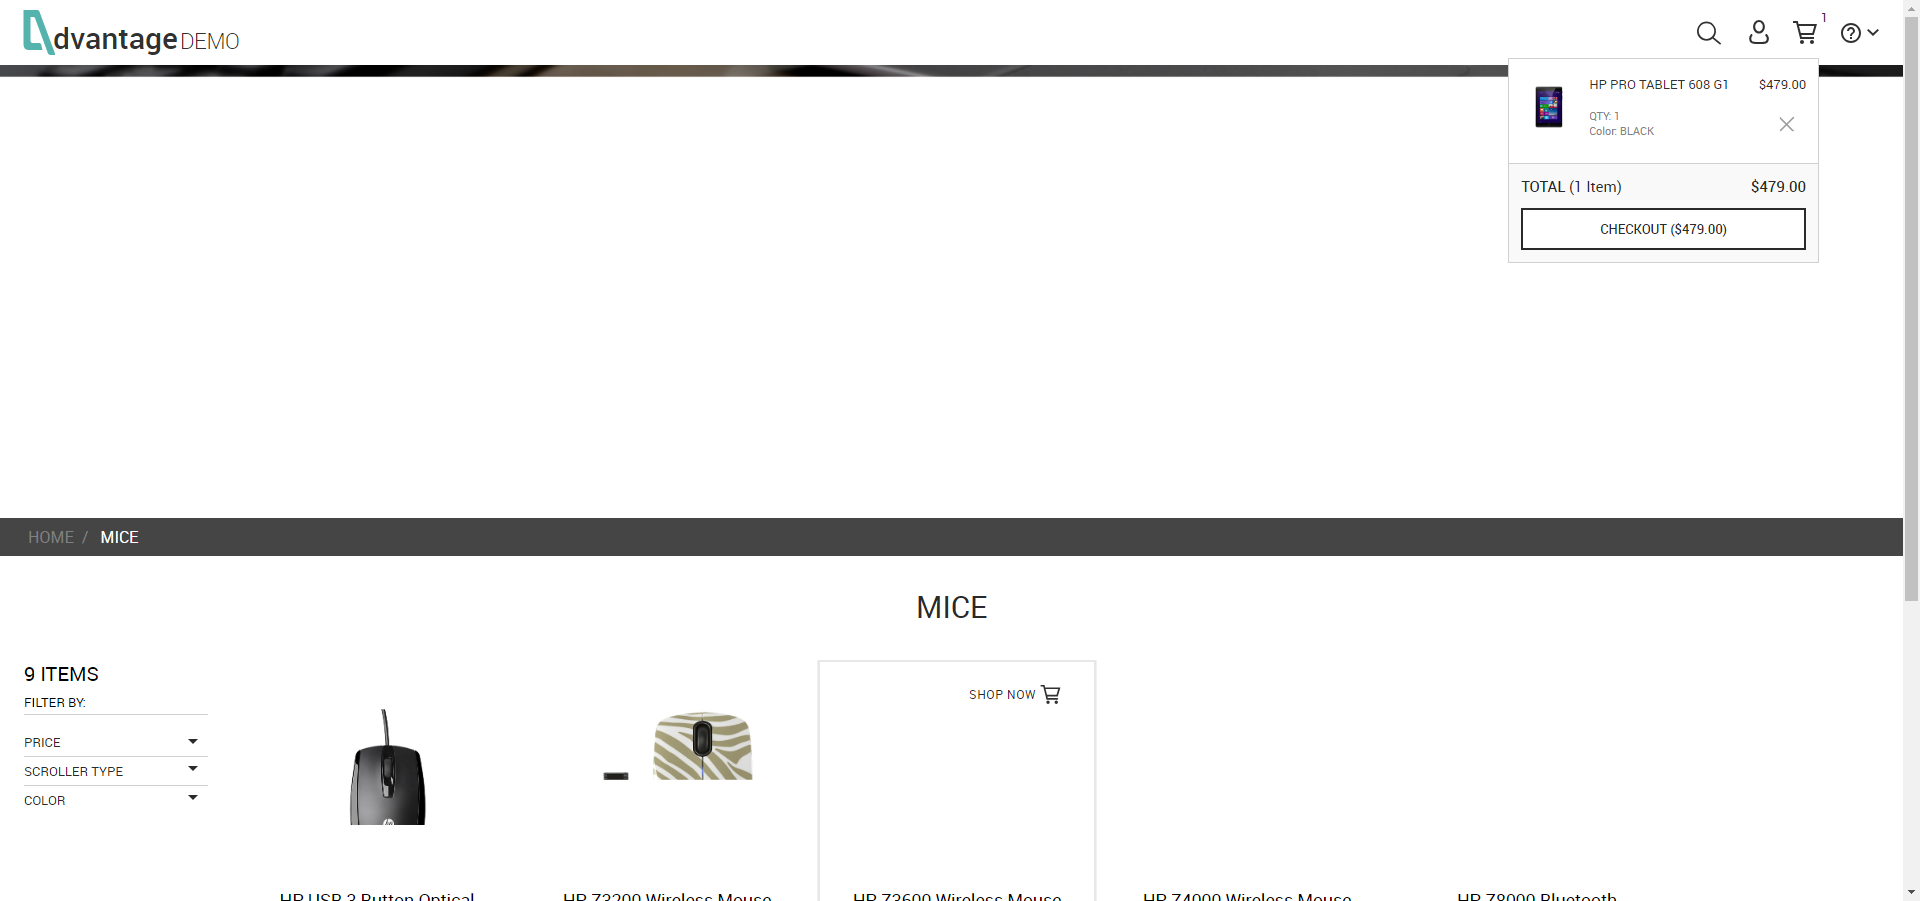 dvantage DEMO
1
HP PRO TABLET 608 G1 $479.00
QTY: 1
Color: BLACK
TOTAL (1 Item) $479.00
CHECKOUT ($479.00)
HOME / MICE
MICE
9 ITEMS
FILTER BY:
PRICE
SCROLLER TYPE
COLOR
SHOP NOW
HP USB 3 Button Optical
HP Z3200 Wireless Mouse
HP Z3600 Wireless Mouse
HP Z4000 Wireless Mouse
HP Z8000 Bluetooth